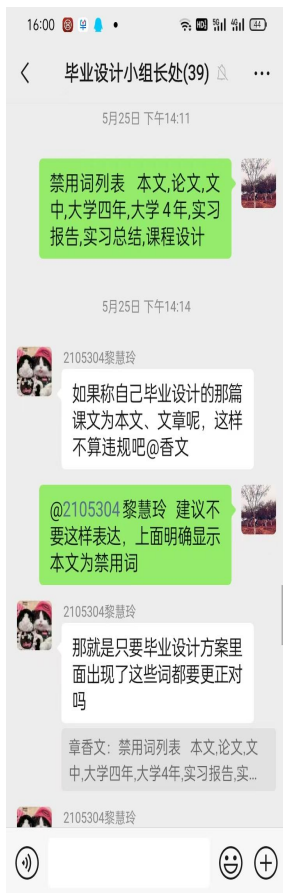 16:00
HD 5G 4G 44
毕业设计小组长处(39)
5月25日 下午14:11
禁用词列表 本文,论文,文
中,大学四年,大学4年,实习
报告,实习总结,课程设计
5月25日 下午14:14
2105304黎慧玲
如果称自己毕业设计的那篇
课文为本文、文章呢，这样
不算违规吧@香文
@2105304 黎慧玲 建议不
要这样表达，上面明确显示
本文为禁用词
2105304黎慧玲
那就是只要毕业设计方案里
面出现了这些词都要更正对
吗
章香文：禁用词列表 本文,论文,文
中,大学四年,大学4年,实习报告,实...
2105304黎慧玲